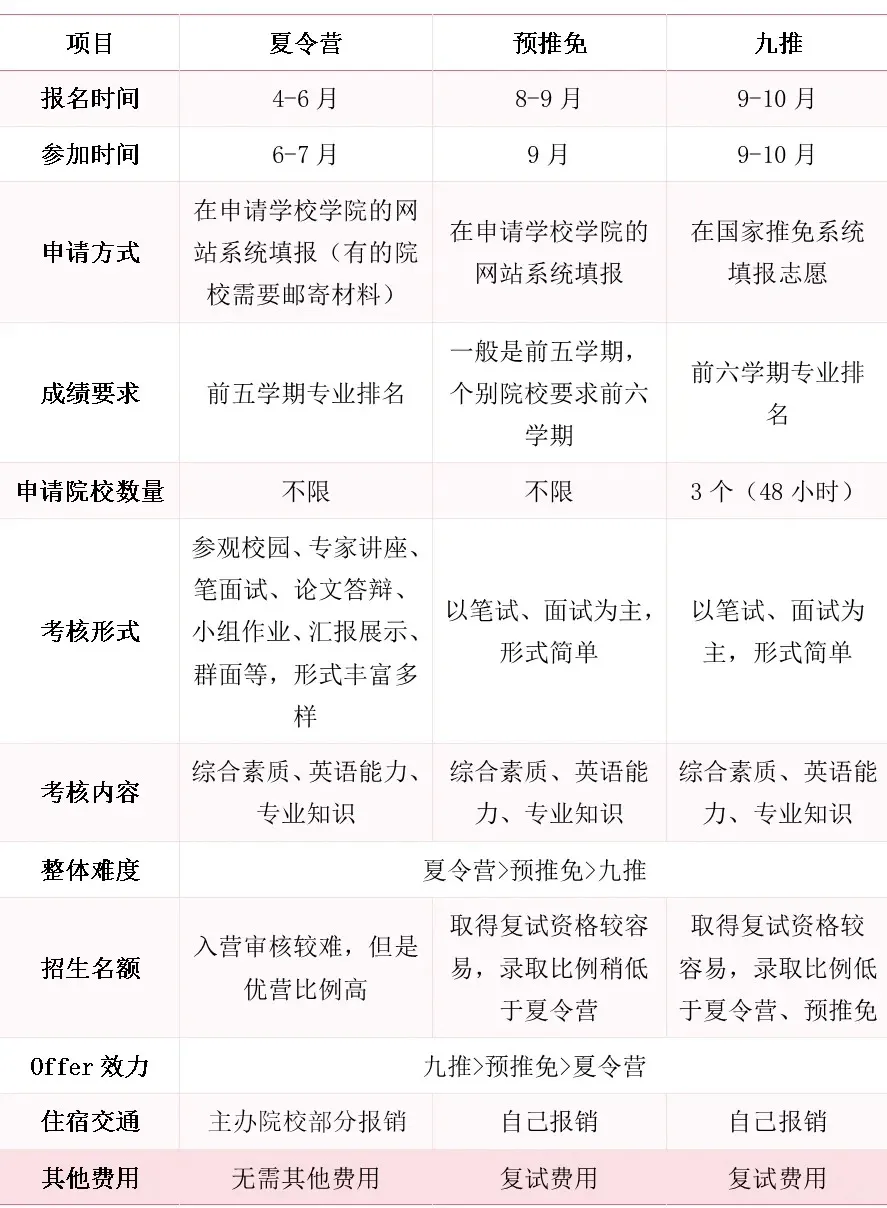 项目 夏令营 预推免 九推
报名时间 4-6 月 8-9 月 9-10 月
参加时间 6-7 月 9 月 9-10 月
申请方式
在申请学校学院的网
站系统填报（有的院
校需要邮寄材料）
在申请学校学院的
网站系统填报
在国家推免系统
填报志愿
成绩要求
前五学期专业排名
一般是前五学期，
个别院校要求前六
学期
前六学期专业排
名
申请院校数量 不限 不限 3 个（48 小时）
考核形式
参观校园、专家讲座、
笔面试、论文答辩、
小组作业、汇报展示、
群面等，形式丰富多
样
以笔试、面试为主，
形式简单
以笔试、面试为
主，形式简单
考核内容
综合素质、英语能力、
专业知识
综合素质、英语能
力、专业知识
综合素质、英语能
力、专业知识
整体难度 夏令营>预推免>九推
招生名额
入营审核较难，但是
优营比例高
取得复试资格较容
易，录取比例稍低
于夏令营
取得复试资格较
容易，录取比例低
于夏令营、预推免
Offer 效力 九推>预推免>夏令营
住宿交通 主办院校部分报销 自己报销 自己报销
其他费用 无需其他费用 复试费用 复试费用